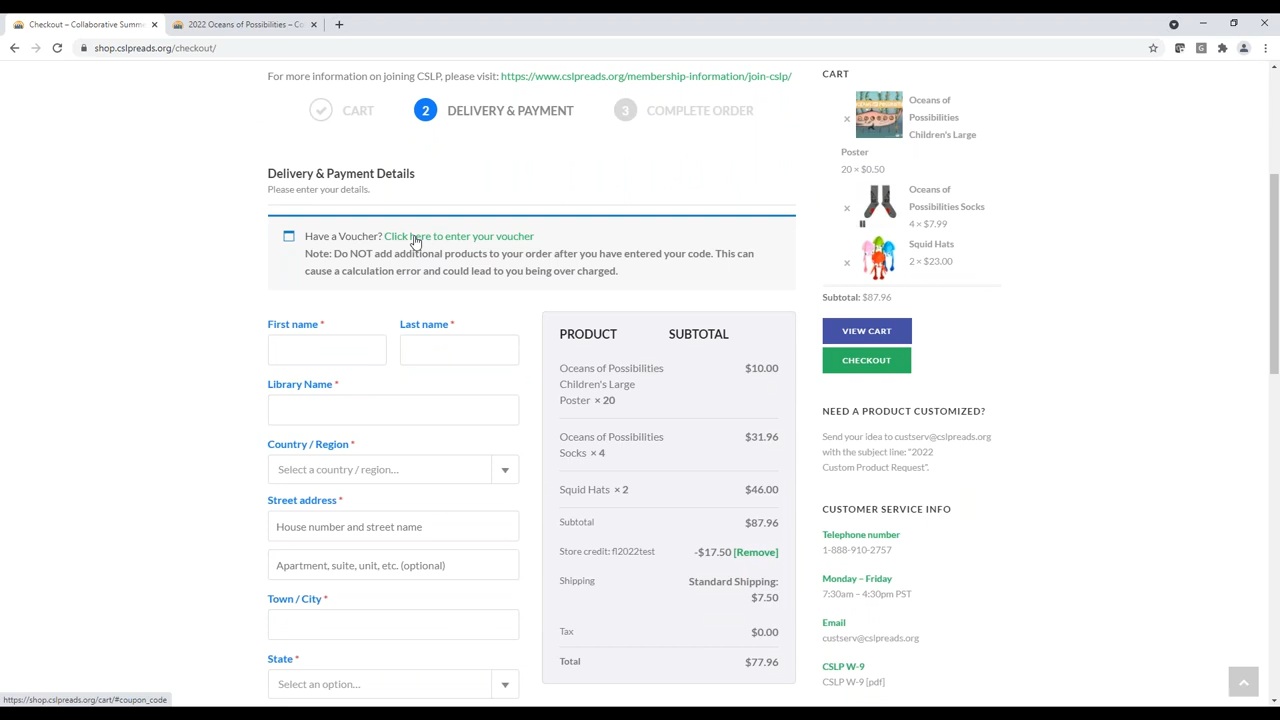 Checkout – Collaborative Summe
2022 Oceans of Possibilities – Co
shop.cslpreads.org/checkout/
For more information on joining CSLP, please visit: https://www.cslpreads.org/membership-information/join-cslp/
CART
2 DELIVERY & PAYMENT
3 COMPLETE ORDER
Delivery & Payment Details
Please enter your details.
Have a Voucher? Click here to enter your voucher
Note: Do NOT add additional products to your order after you have entered your code. This can
cause a calculation error and could lead to you being over charged.
First name *
Last name *
Library Name *
Country / Region *
Select a country / region...
Street address *
House number and street name
Apartment, suite, unit, etc. (optional)
Town / City *
State *
Select an option...
PRODUCT SUBTOTAL
Oceans of Possibilities $10.00
Children's Large
Poster × 20
Oceans of Possibilities $31.96
Socks × 4
Squid Hats × 2 $46.00
Subtotal $87.96
Store credit: fl2022test -$17.50 [Remove]
Shipping Standard Shipping:
$7.50
Tax $0.00
Total $77.96
CART
× Oceans of
Possibilities
Children's Large
Poster
20 × $0.50
× Oceans of
Possibilities Socks
4 × $7.99
× Squid Hats
2 × $23.00
Subtotal: $87.96
VIEW CART
CHECKOUT
NEED A PRODUCT CUSTOMIZED?
Send your idea to custserv@cslpreads.org
with the subject line: "2022
Custom Product Request".
CUSTOMER SERVICE INFO
Telephone number
1-888-910-2757
Monday – Friday
7:30am – 4:30pm PST
Email
custserv@cslpreads.org
CSLP W-9
CSLP W-9 [pdf]
https://shop.cslpreads.org/cart/#coupon_code